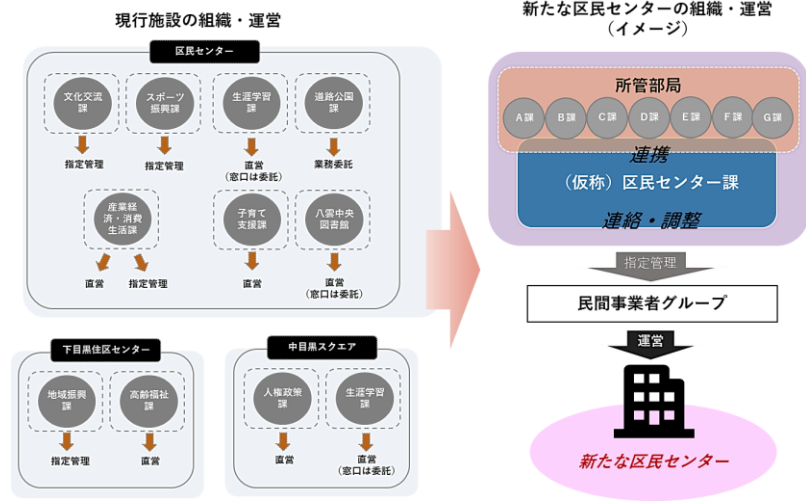 現行施設の組織・運営
区民センター
文化交流
課
スポーツ
振興課
生涯学習
課
道路公園
課
指定管理
指定管理
直営
(窓口は委託)
業務委託
産業経
済・消費
生活課
子育て
支援課
八雲中央
図書館
直営
指定管理
直営
直営
(窓口は委託)
下目黒住区センター
地域振興
課
高齢福祉
課
指定管理
直営
中目黒スクエア
人権政策
課
生涯学習
課
直営
直営
(窓口は委託)
新たな区民センターの組織・運営
（イメージ）
所管部局
A課
B課
C課
D課
E課
F課
G課
連携
（仮称）区民センター課
連絡・調整
指定管理
民間事業者グループ
運営
新たな区民センター